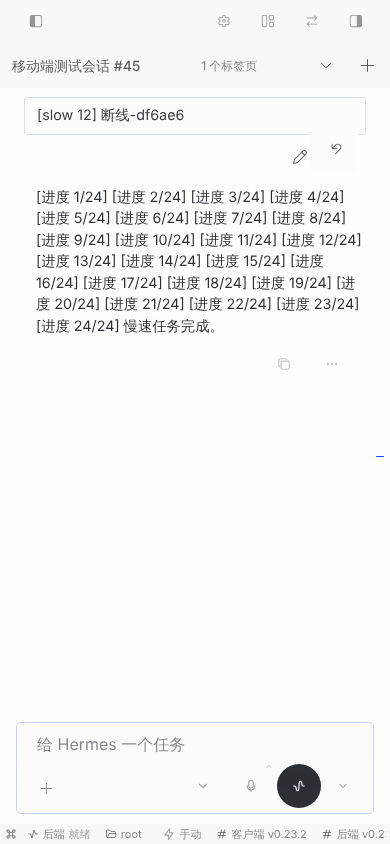 移动端测试会话 #45
1 个标签页
[slow 12] 断线-df6ae6
[进度 1/24] [进度 2/24] [进度 3/24] [进度 4/24]
[进度 5/24] [进度 6/24] [进度 7/24] [进度 8/24]
[进度 9/24] [进度 10/24] [进度 11/24] [进度 12/24]
[进度 13/24] [进度 14/24] [进度 15/24] [进度
16/24] [进度 17/24] [进度 18/24] [进度 19/24] [进
度 20/24] [进度 21/24] [进度 22/24] [进度 23/24]
[进度 24/24] 慢速任务完成。
给 Hermes 一个任务
后端 就绪 root 手动 # 客户端 v0.23.2 # 后端 v0.2